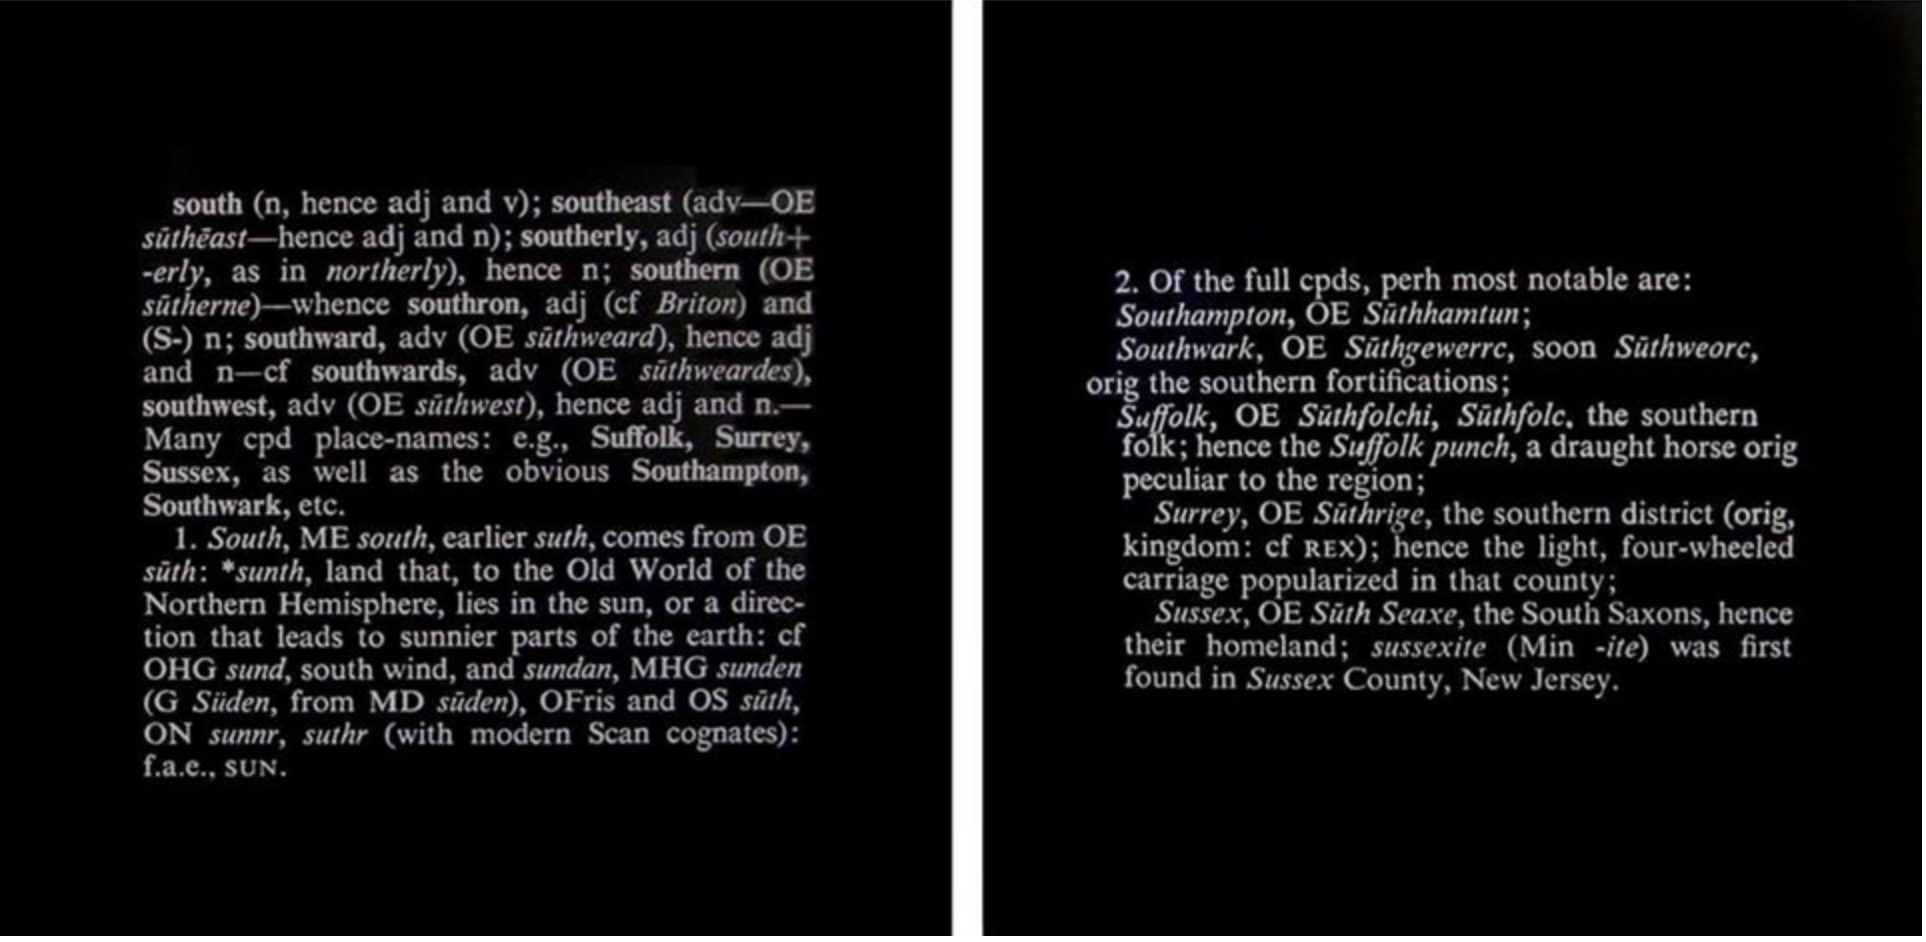 south (n, hence adj and v); southeast (adv—OE
sūthēast—hence adj and n); southerly, adj (south+
-erly, as in northerly), hence n; southern (OE
sūtherne)—whence southron, adj (cf Briton) and
(S-) n; southward, adv (OE sūthweard), hence adj
and n—cf southwards, adv (OE sūthweardes),
southwest, adv (OE sūthwest), hence adj and n.—
Many cpd place-names: e.g., Suffolk, Surrey,
Sussex, as well as the obvious Southampton,
Southwark, etc.
1. South, ME south, earlier suth, comes from OE
sūth: *sunth, land that, to the Old World of the
Northern Hemisphere, lies in the sun, or a direc-
tion that leads to sunnier parts of the earth: cf
OHG sund, south wind, and sundan, MHG sunden
(G Süden, from MD sūden), OFris and OS sūth,
ON sunnr, suthr (with modern Scan cognates):
f.a.e., SUN.
2. Of the full cpds, perh most notable are:
Southampton, OE Sūthhamtun;
Southwark, OE Sūthgewerrc, soon Sūthweorc,
orig the southern fortifications;
Suffolk, OE Sūthfolchi, Sūthfolc, the southern
folk; hence the Suffolk punch, a draught horse orig
peculiar to the region;
Surrey, OE Sūthrige, the southern district (orig,
kingdom: cf REX); hence the light, four-wheeled
carriage popularized in that county;
Sussex, OE Sūth Seaxe, the South Saxons, hence
their homeland; sussexite (Min -ite) was first
found in Sussex County, New Jersey.